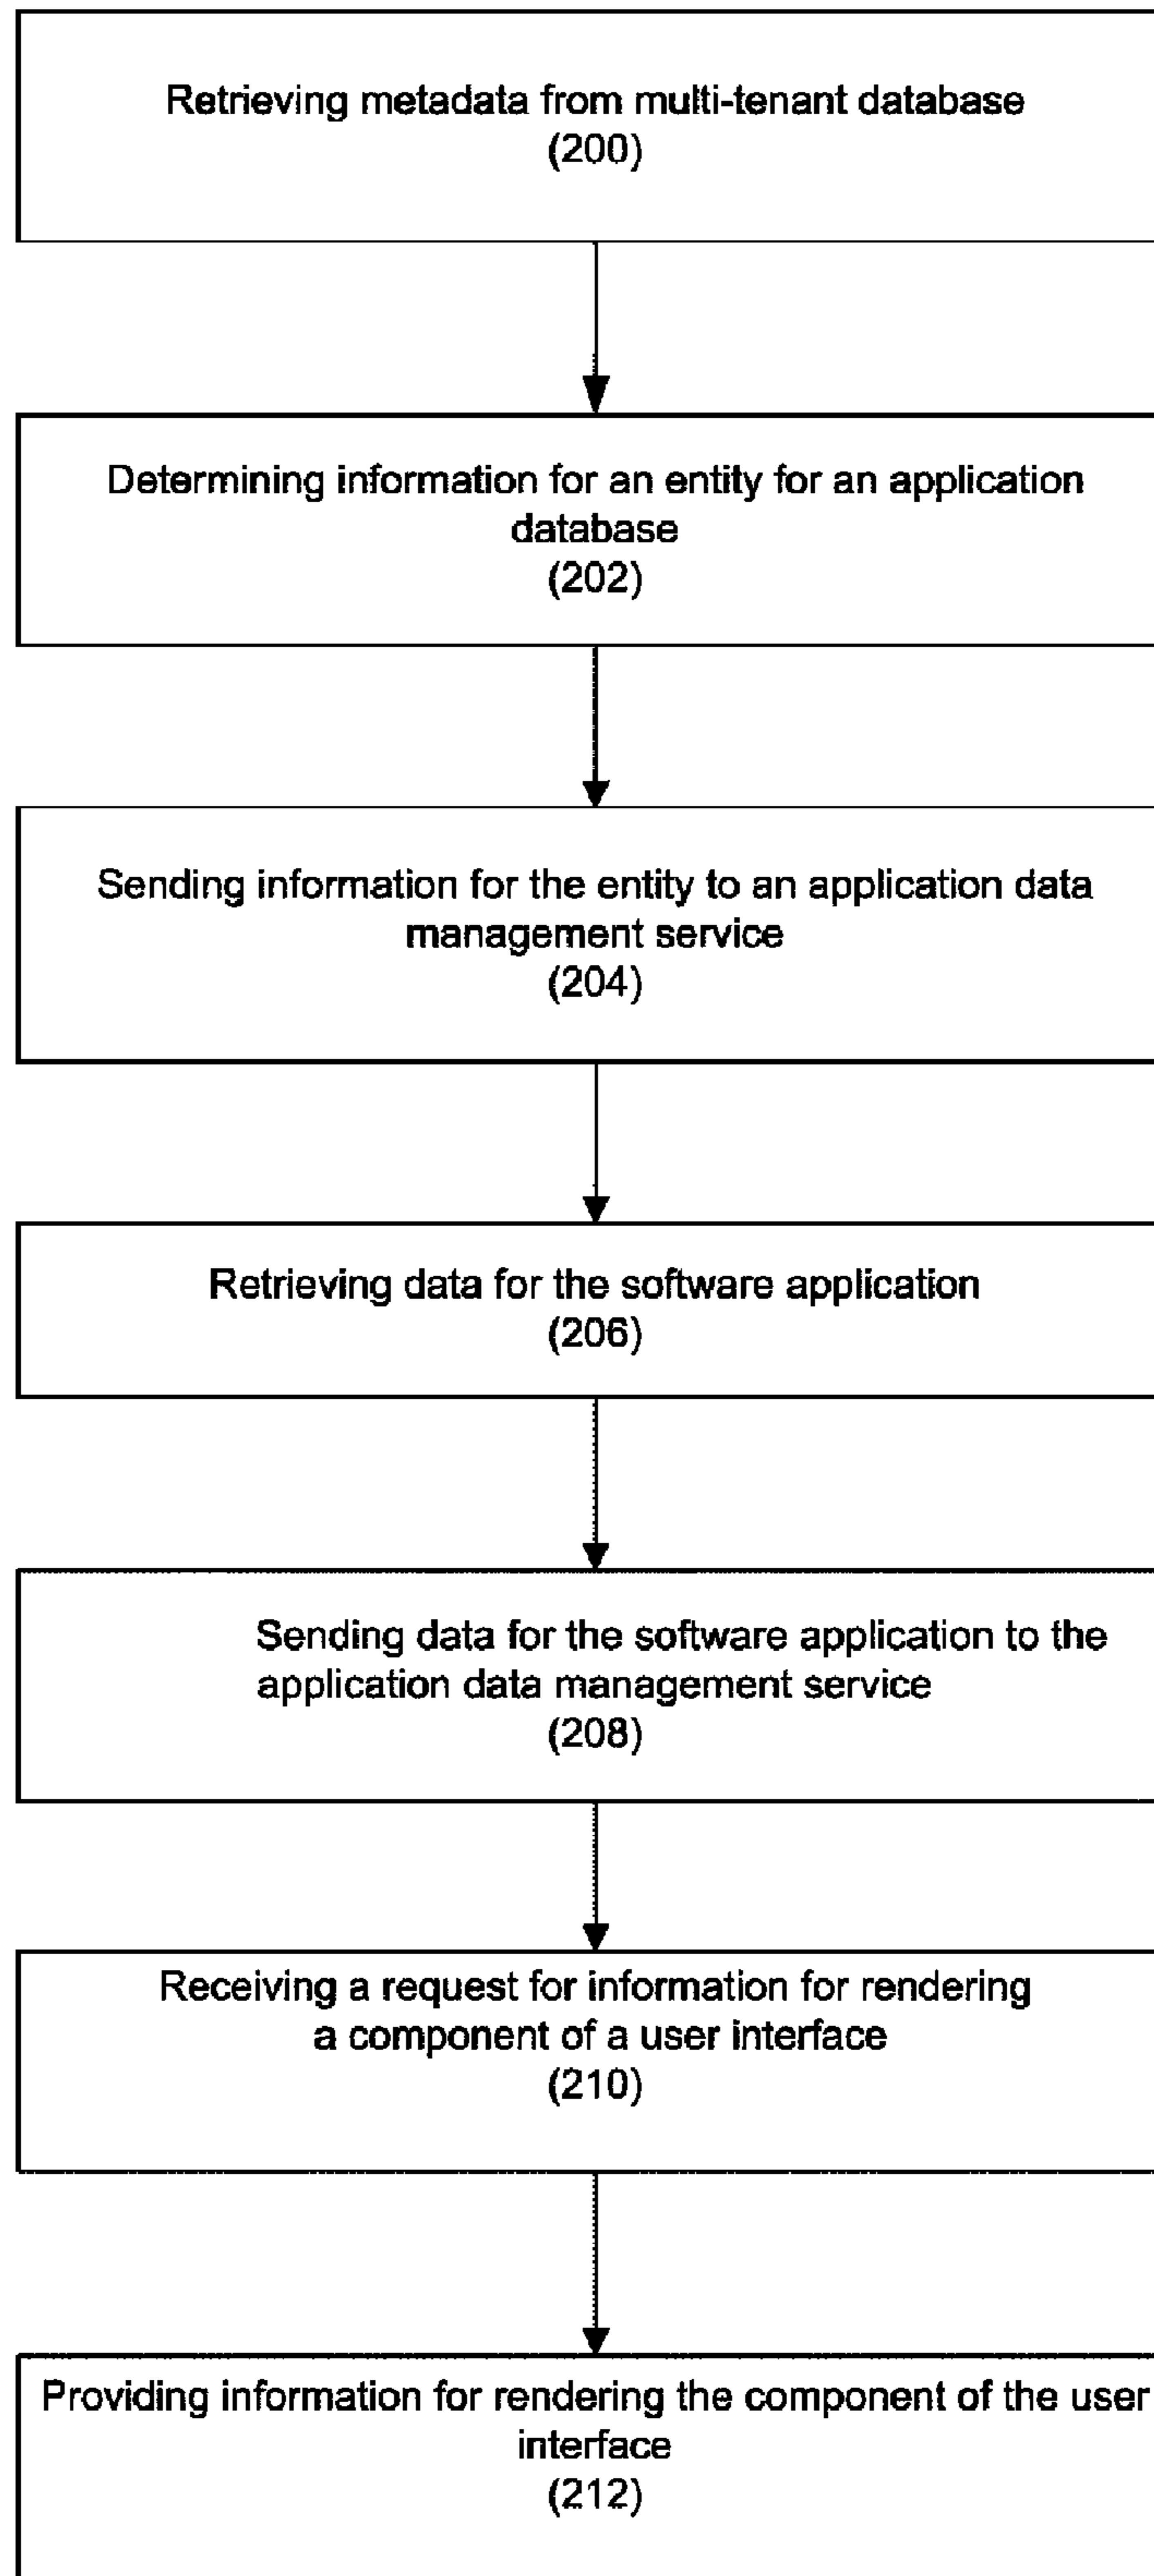 Retrieving metadata from multi-tenant database
(200)
Determining information for an entity for an application
database
(202)
Sending information for the entity to an application data
management service
(204)
Retrieving data for the software application
(206)
Sending data for the software application to the
application data management service
(208)
Receiving a request for information for rendering
a component of a user interface
(210)
Providing information for rendering the component of the user
interface
(212)